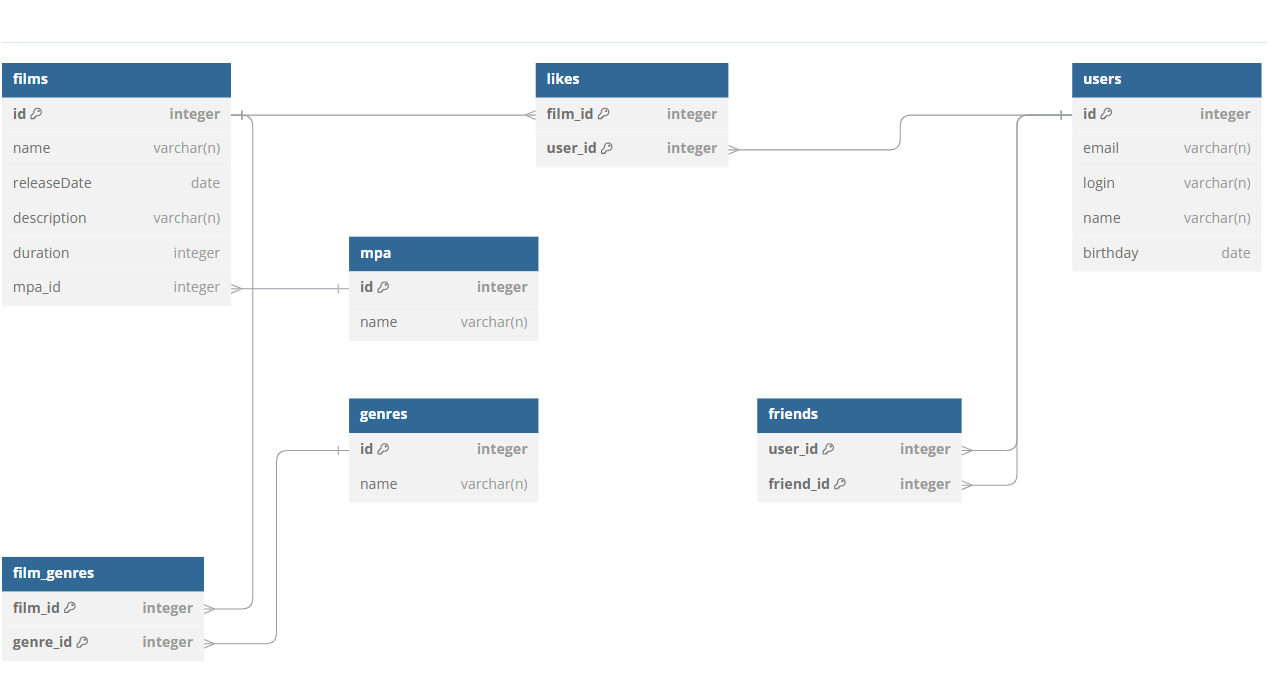 films
id integer
name varchar(n)
releaseDate date
description varchar(n)
duration integer
mpa_id integer
likes
film_id integer
user_id integer
users
id integer
email varchar(n)
login varchar(n)
name varchar(n)
birthday date
mpa
id integer
name varchar(n)
genres
id integer
name varchar(n)
friends
user_id integer
friend_id integer
film_genres
film_id integer
genre_id integer